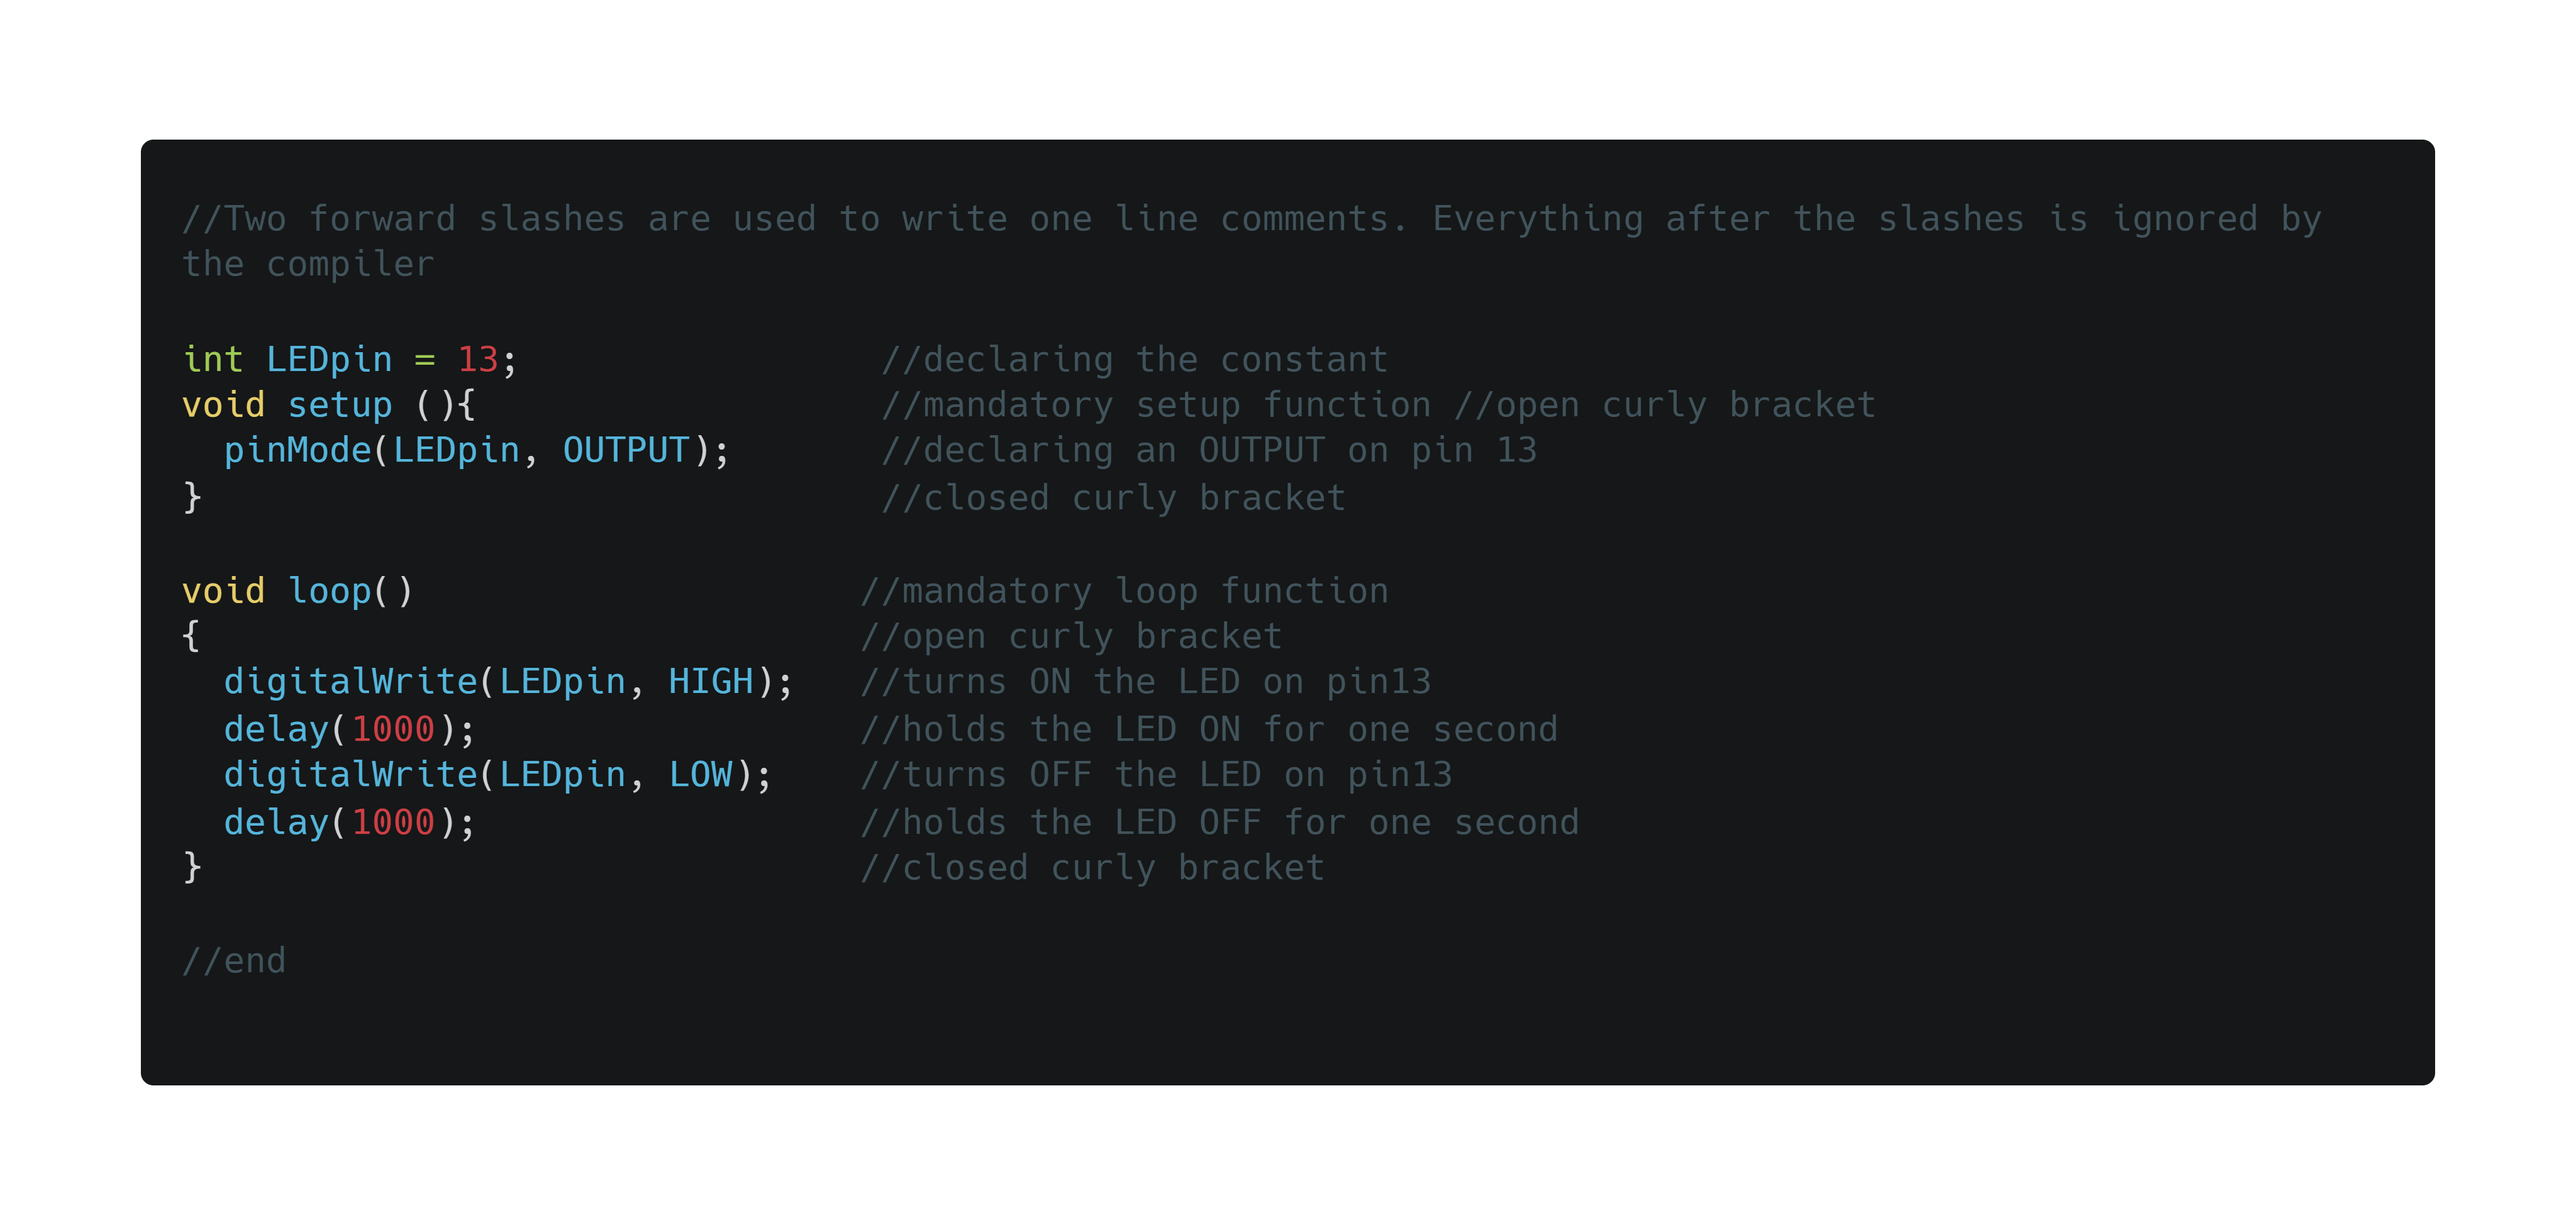 //Two forward slashes are used to write one line comments. Everything after the slashes is ignored by
the compiler
int LEDpin = 13; //declaring the constant
void setup (){ //mandatory setup function //open curly bracket
  pinMode(LEDpin, OUTPUT); //declaring an OUTPUT on pin 13
} //closed curly bracket
void loop() //mandatory loop function
{ //open curly bracket
  digitalWrite(LEDpin, HIGH); //turns ON the LED on pin13
  delay(1000); //holds the LED ON for one second
  digitalWrite(LEDpin, LOW); //turns OFF the LED on pin13
  delay(1000); //holds the LED OFF for one second
} //closed curly bracket
//end